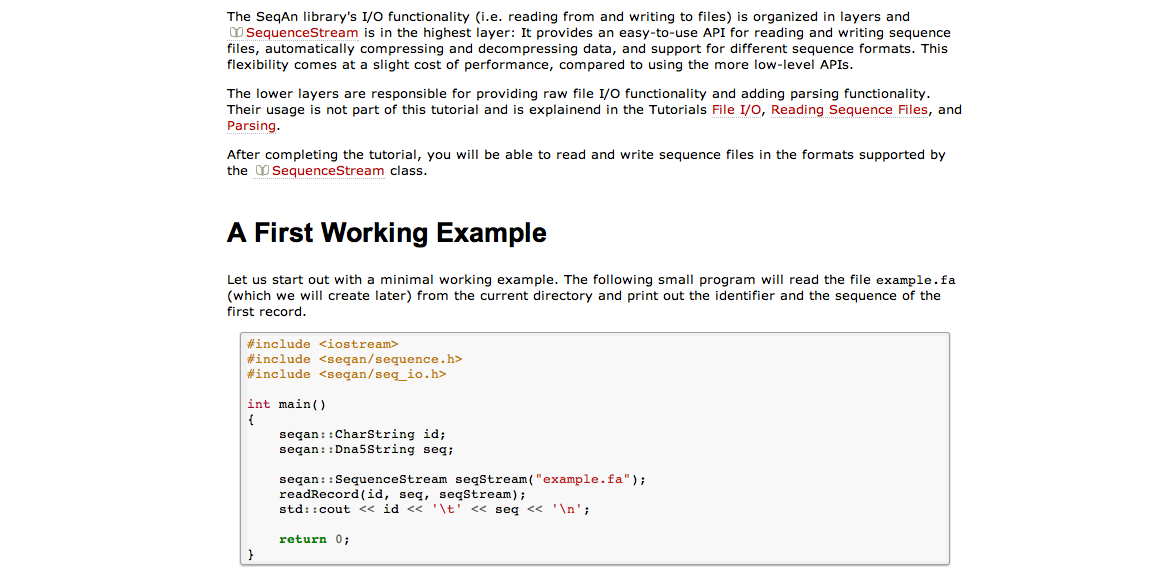 The SeqAn library's I/O functionality (i.e. reading from and writing to files) is organized in layers and
SequenceStream is in the highest layer: It provides an easy-to-use API for reading and writing sequence
files, automatically compressing and decompressing data, and support for different sequence formats. This
flexibility comes at a slight cost of performance, compared to using the more low-level APIs.
The lower layers are responsible for providing raw file I/O functionality and adding parsing functionality.
Their usage is not part of this tutorial and is explainend in the Tutorials File I/O, Reading Sequence Files, and
Parsing.
After completing the tutorial, you will be able to read and write sequence files in the formats supported by
the SequenceStream class.
A First Working Example
Let us start out with a minimal working example. The following small program will read the file example.fa
(which we will create later) from the current directory and print out the identifier and the sequence of the
first record.
#include <iostream>
#include <seqan/sequence.h>
#include <seqan/seq_io.h>
int main()
{
    seqan::CharString id;
    seqan::Dna5String seq;
    seqan::SequenceStream seqStream("example.fa");
    readRecord(id, seq, seqStream);
    std::cout << id << '\t' << seq << '\n';
    return 0;
}